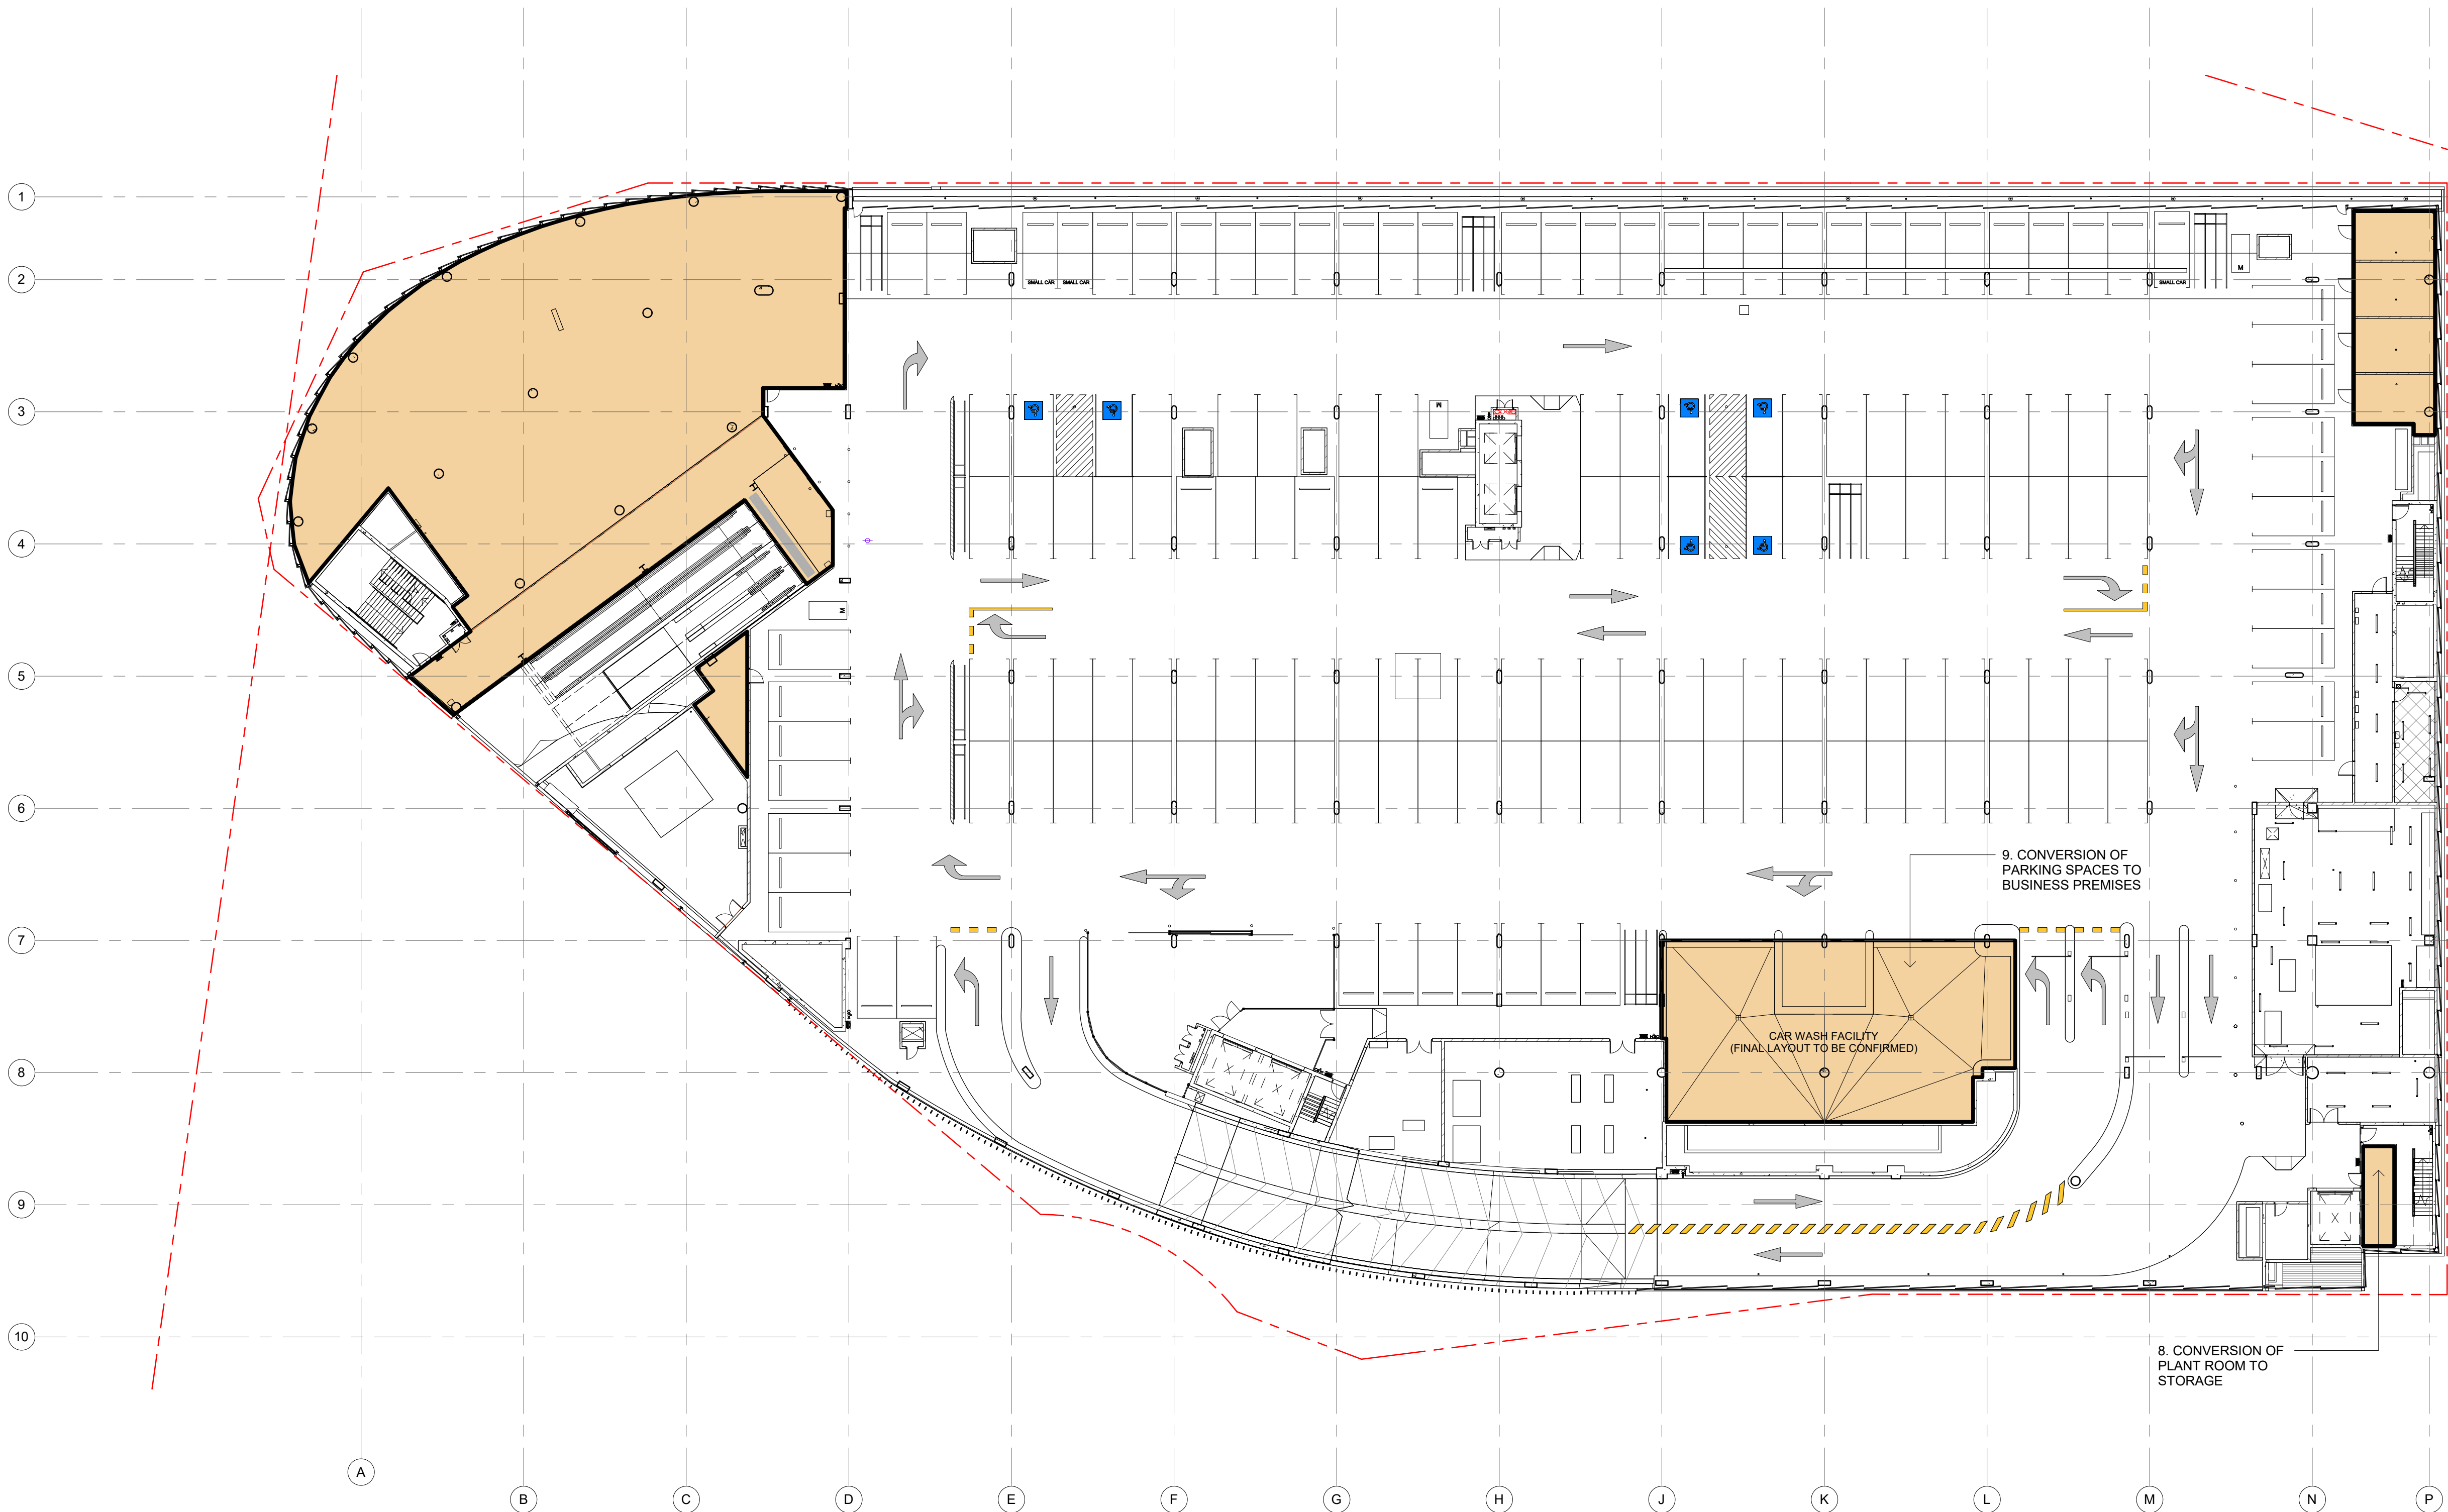 1
2
SMALL CAR SMALL CAR
SMALL CAR
M
3
M
4
M
5
6
9. CONVERSION OF
PARKING SPACES TO
BUSINESS PREMISES
7
CAR WASH FACILITY
(FINAL LAYOUT TO BE CONFIRMED)
8
9
10
8. CONVERSION OF
PLANT ROOM TO
STORAGE
A
B
C
D
E
F
G
H
J
K
L
M
N
P